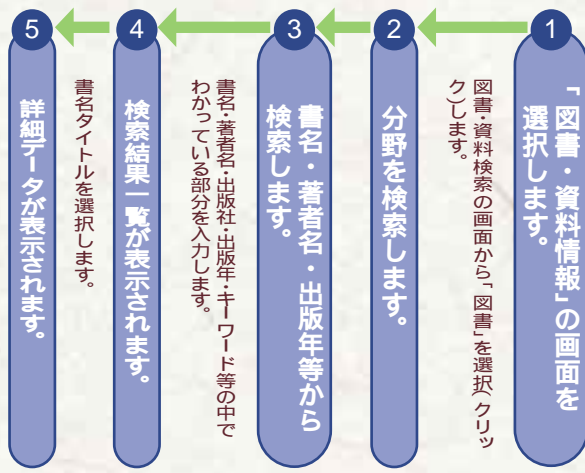 1
「図書・資料情報」の画面を
選択します。
図書・資料検索の画面から「図書」を選択(クリッ
ク)します。
2
分野を検索します。
3
書名・著者名・出版年等から
検索します。
書名・著者名・出版社・出版年・キーワード等の中で
わかっている部分を入力します。
4
検索結果一覧が表示されます。
書名タイトルを選択します。
5
詳細データが表示されます。